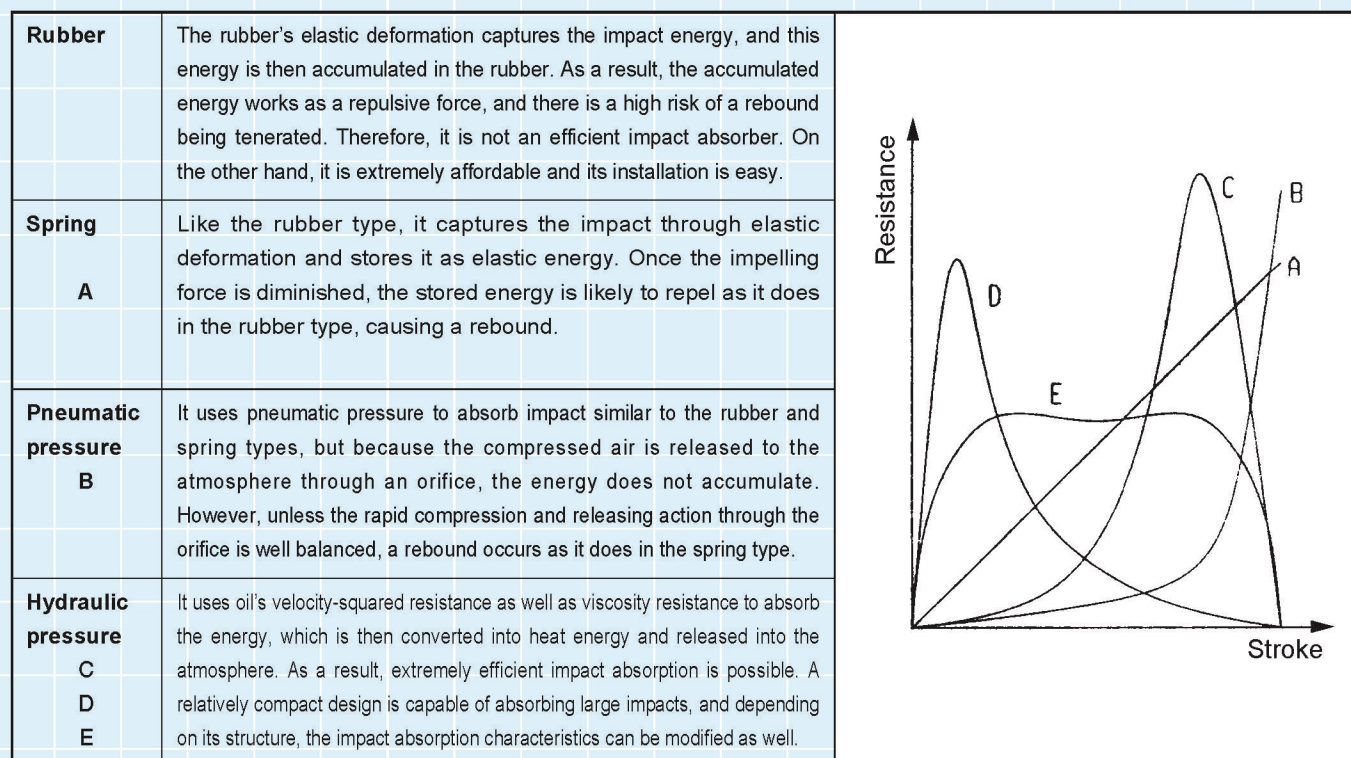 Rubber
The rubber's elastic deformation captures the impact energy, and this
energy is then accumulated in the rubber. As a result, the accumulated
energy works as a repulsive force, and there is a high risk of a rebound
being tenerated. Therefore, it is not an efficient impact absorber. On
the other hand, it is extremely affordable and its installation is easy.
Spring
A
Like the rubber type, it captures the impact through elastic
deformation and stores it as elastic energy. Once the impelling
force is diminished, the stored energy is likely to repel as it does
in the rubber type, causing a rebound.
Pneumatic
pressure
B
It uses pneumatic pressure to absorb impact similar to the rubber and
spring types, but because the compressed air is released to the
atmosphere through an orifice, the energy does not accumulate.
However, unless the rapid compression and releasing action through the
orifice is well balanced, a rebound occurs as it does in the spring type.
Hydraulic
pressure
C
D
E
It uses oil's velocity-squared resistance as well as viscosity resistance to absorb
the energy, which is then converted into heat energy and released into the
atmosphere. As a result, extremely efficient impact absorption is possible. A
relatively compact design is capable of absorbing large impacts, and depending
on its structure, the impact absorption characteristics can be modified as well.
Resistance
C
B
A
D
E
Stroke